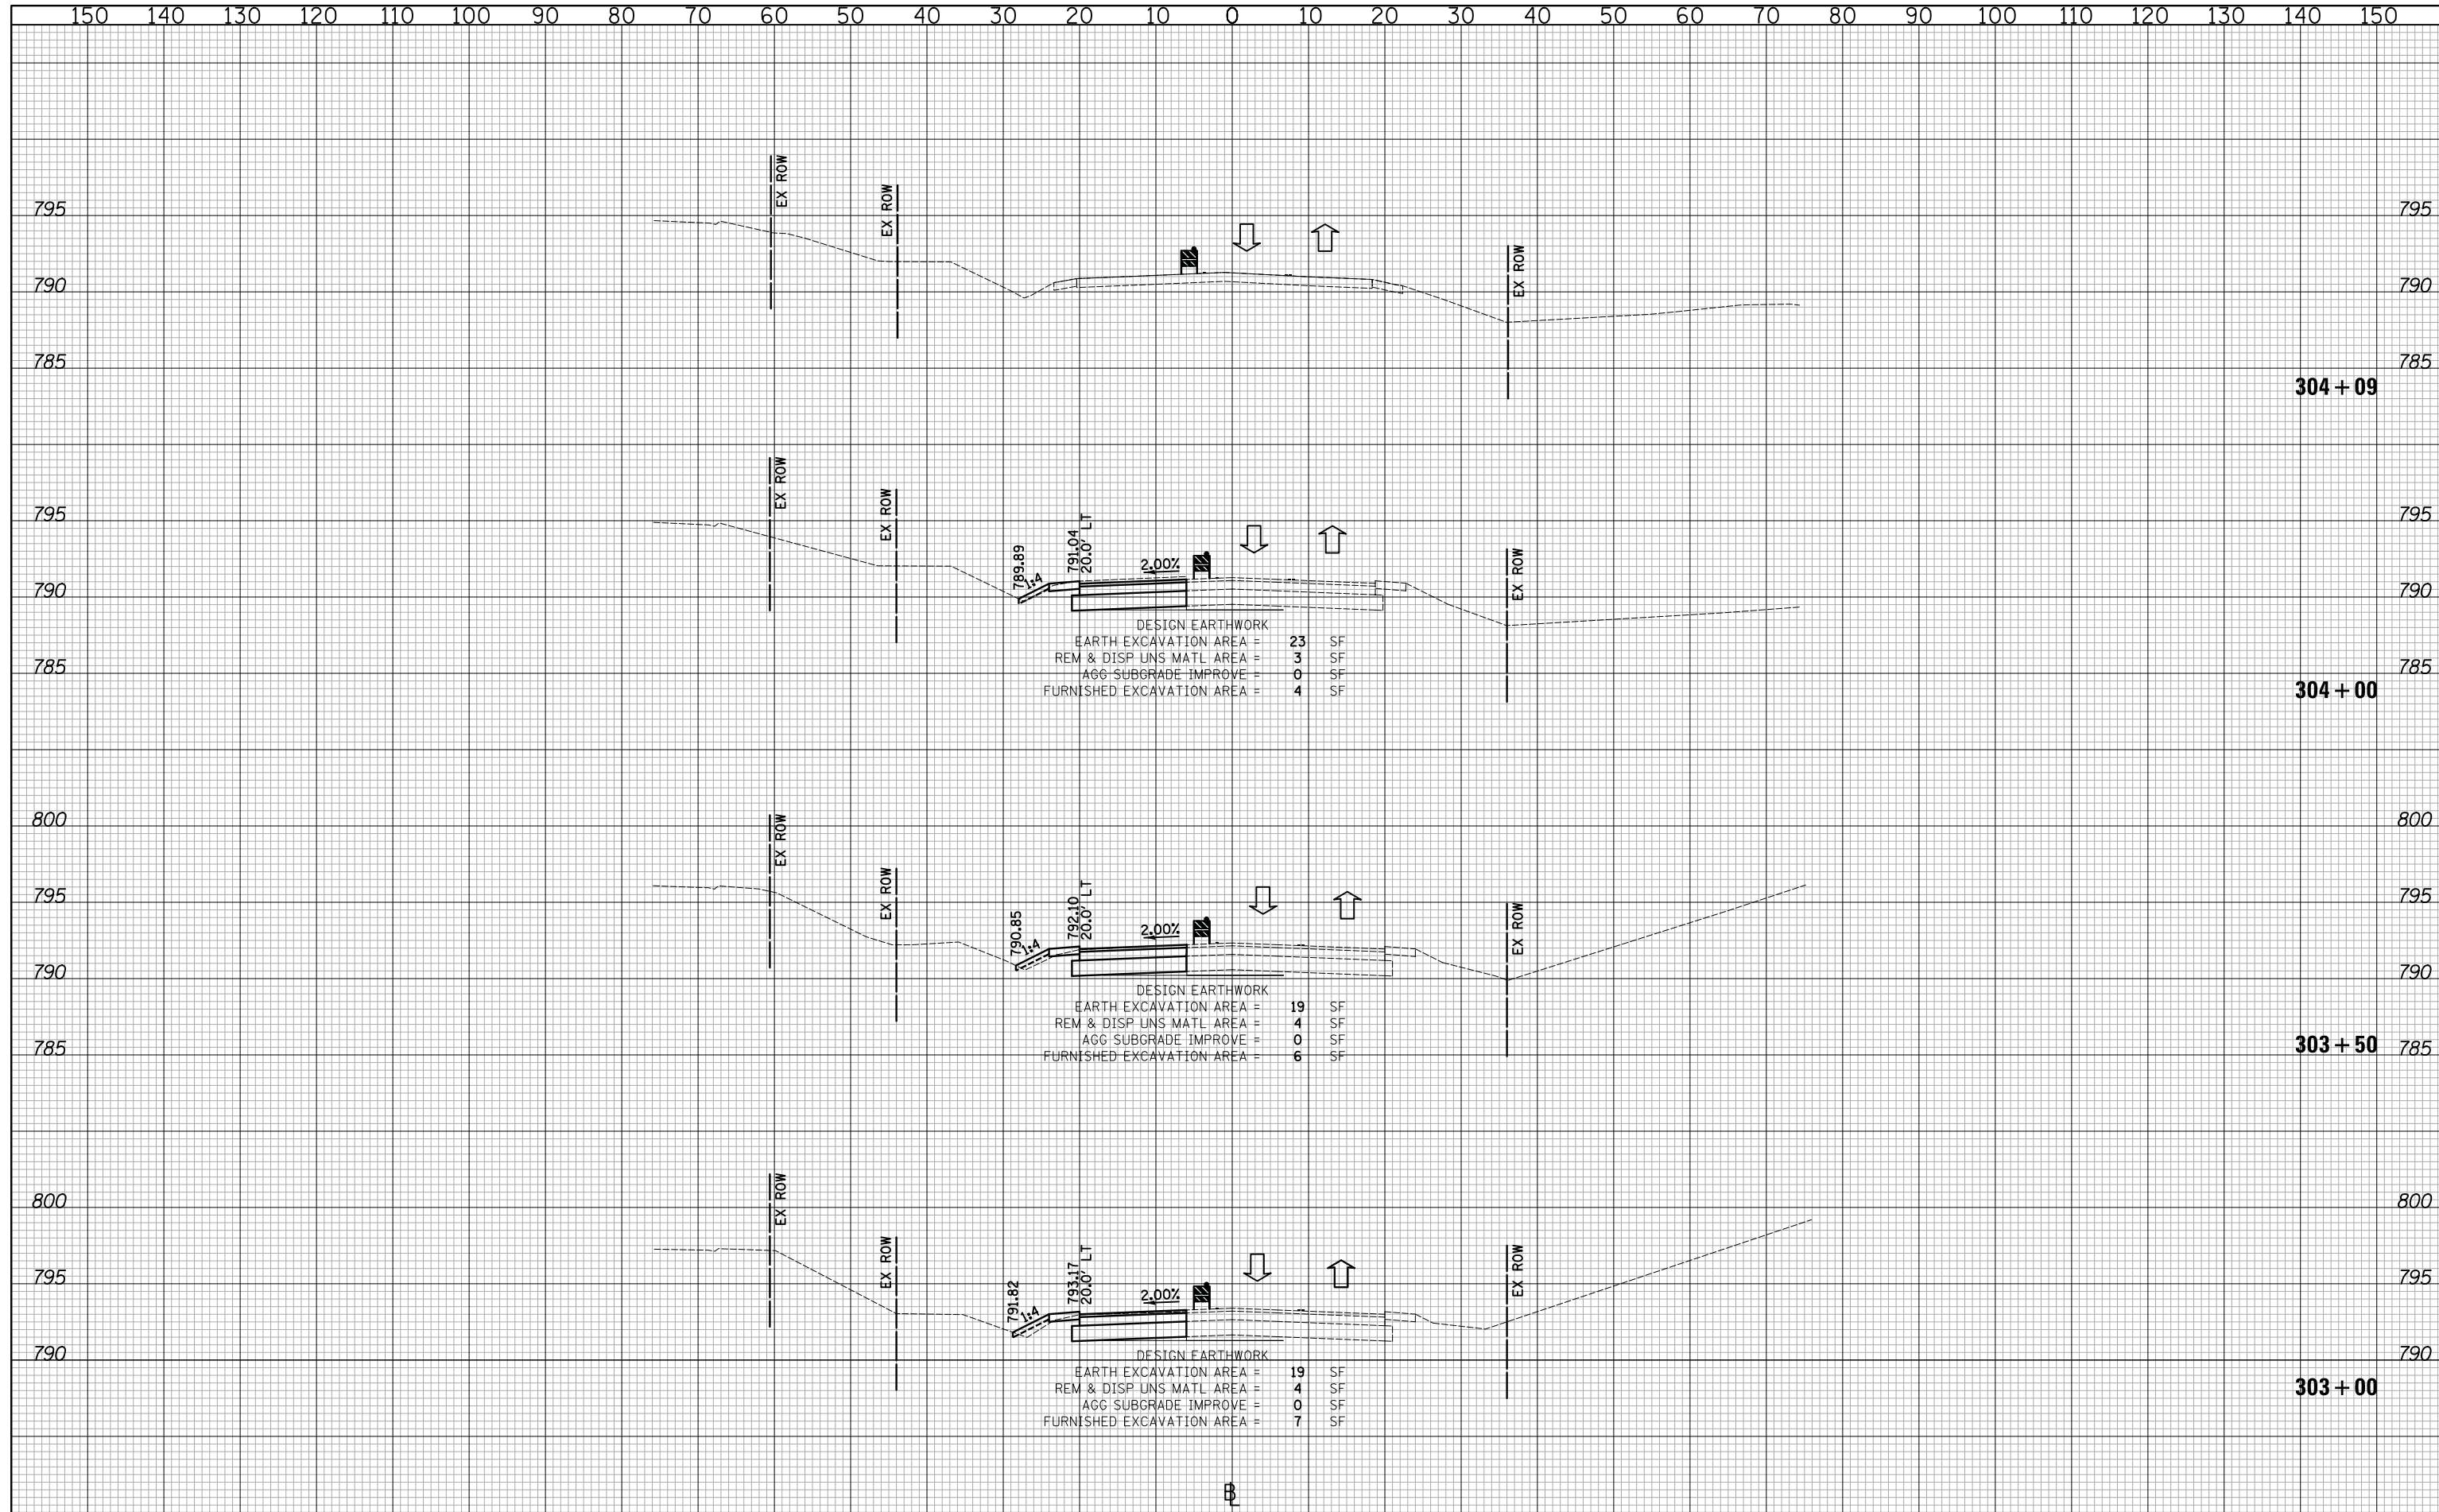 150 140 130 120 110 100 90 80 70 60 50 40 30 20 10 0 10 20 30 40 50 60 70 80 90 100 110 120 130 140 150
EX ROW
EX ROW
EX ROW
795 795
790 790
785 785
304+09
EX ROW
EX ROW
EX ROW
795 795
789.89
1:4
791.04
20.0' LT
2.00%
790 790
DESIGN EARTHWORK
EARTH EXCAVATION AREA = 23 SF
REM & DISP UNS MATL AREA = 3 SF
AGG SUBGRADE IMPROVE = 0 SF
FURNISHED EXCAVATION AREA = 4 SF
785 785
304+00
800 800
EX ROW
EX ROW
EX ROW
795 795
790.85
1:4
792.10
20.0' LT
2.00%
790 790
DESIGN EARTHWORK
EARTH EXCAVATION AREA = 19 SF
REM & DISP UNS MATL AREA = 4 SF
AGG SUBGRADE IMPROVE = 0 SF
FURNISHED EXCAVATION AREA = 6 SF
785 785
303+50
800 800
EX ROW
EX ROW
EX ROW
795 795
791.82
1:4
793.17
20.0' LT
2.00%
790 790
DESIGN EARTHWORK
EARTH EXCAVATION AREA = 19 SF
REM & DISP UNS MATL AREA = 4 SF
AGG SUBGRADE IMPROVE = 0 SF
FURNISHED EXCAVATION AREA = 7 SF
303+00
BL